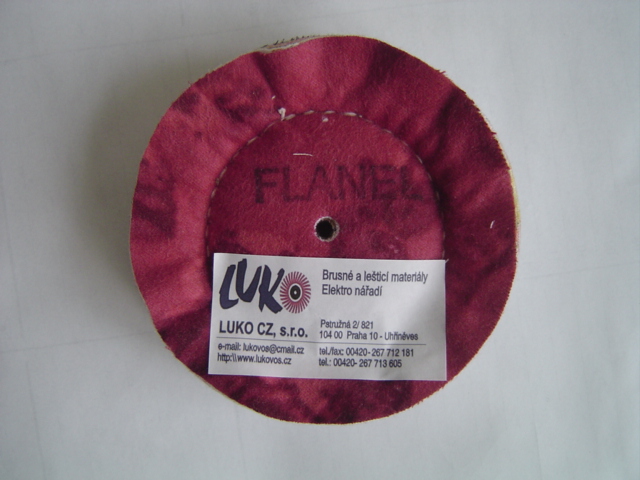 FLANEL
LUKO
Brusné a lešticí materiály
Elektro nářadí
LUKO CZ, s.r.o.
Pstružná 2/ 821
104 00 Praha 10 - Uhříněves
e-mail: lukovos@cmail.cz
http:\\www.lukovos.cz
tel./fax: 00420- 267 712 181
tel.: 00420- 267 713 605